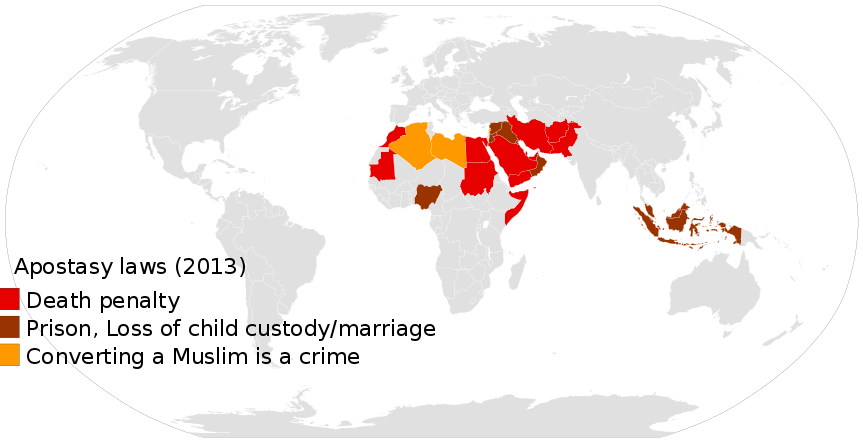 Apostasy laws (2013)
Death penalty
Prison, Loss of child custody/marriage
Converting a Muslim is a crime